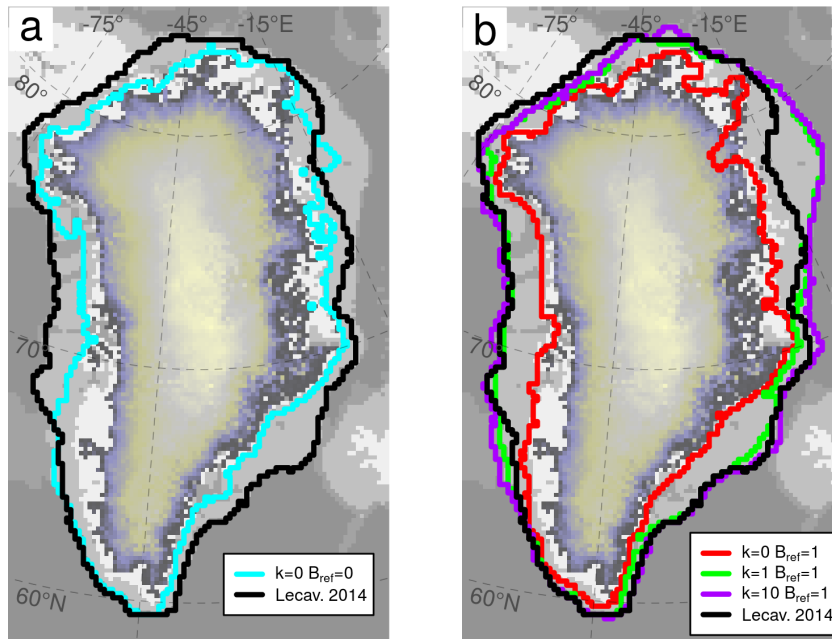 a
-75°
-45°
-15°E
80°
70°
60°N
k=0 B_ref=0
Lecav. 2014
b
-75°
-45°
-15°E
80°
70°
60°N
k=0 B_ref=1
k=1 B_ref=1
k=10 B_ref=1
Lecav. 2014